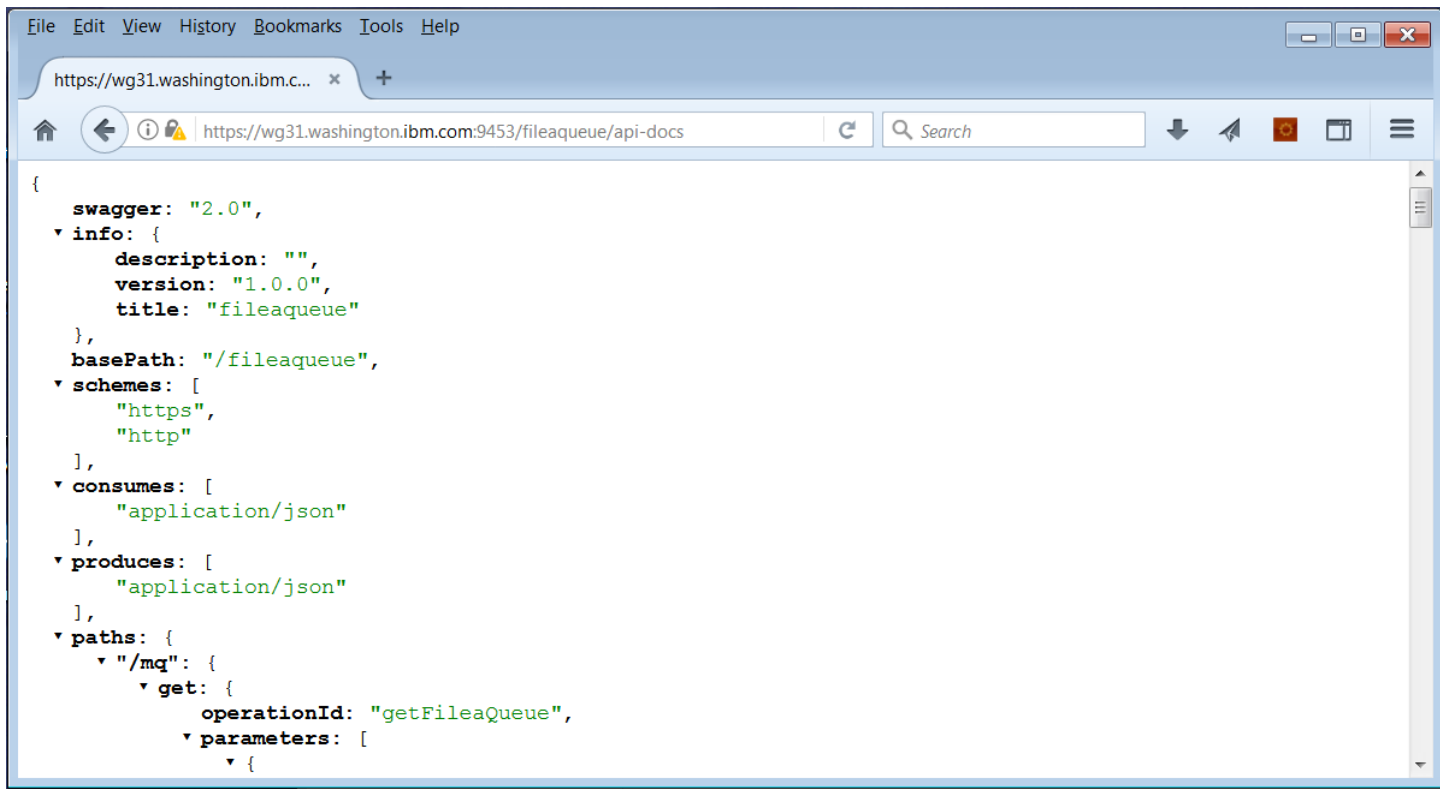 File Edit View History Bookmarks Tools Help
https://wg31.washington.ibm.c... × +
https://wg31.washington.ibm.com:9453/fileaqueue/api-docs Search
{
swagger: "2.0",
▼ info: {
description: "",
version: "1.0.0",
title: "fileaqueue"
},
basePath: "/fileaqueue",
▼ schemes: [
"https",
"http"
],
▼ consumes: [
"application/json"
],
▼ produces: [
"application/json"
],
▼ paths: {
▼ "/mq": {
▼ get: {
operationId: "getFileaQueue",
▼ parameters: [
▼ {